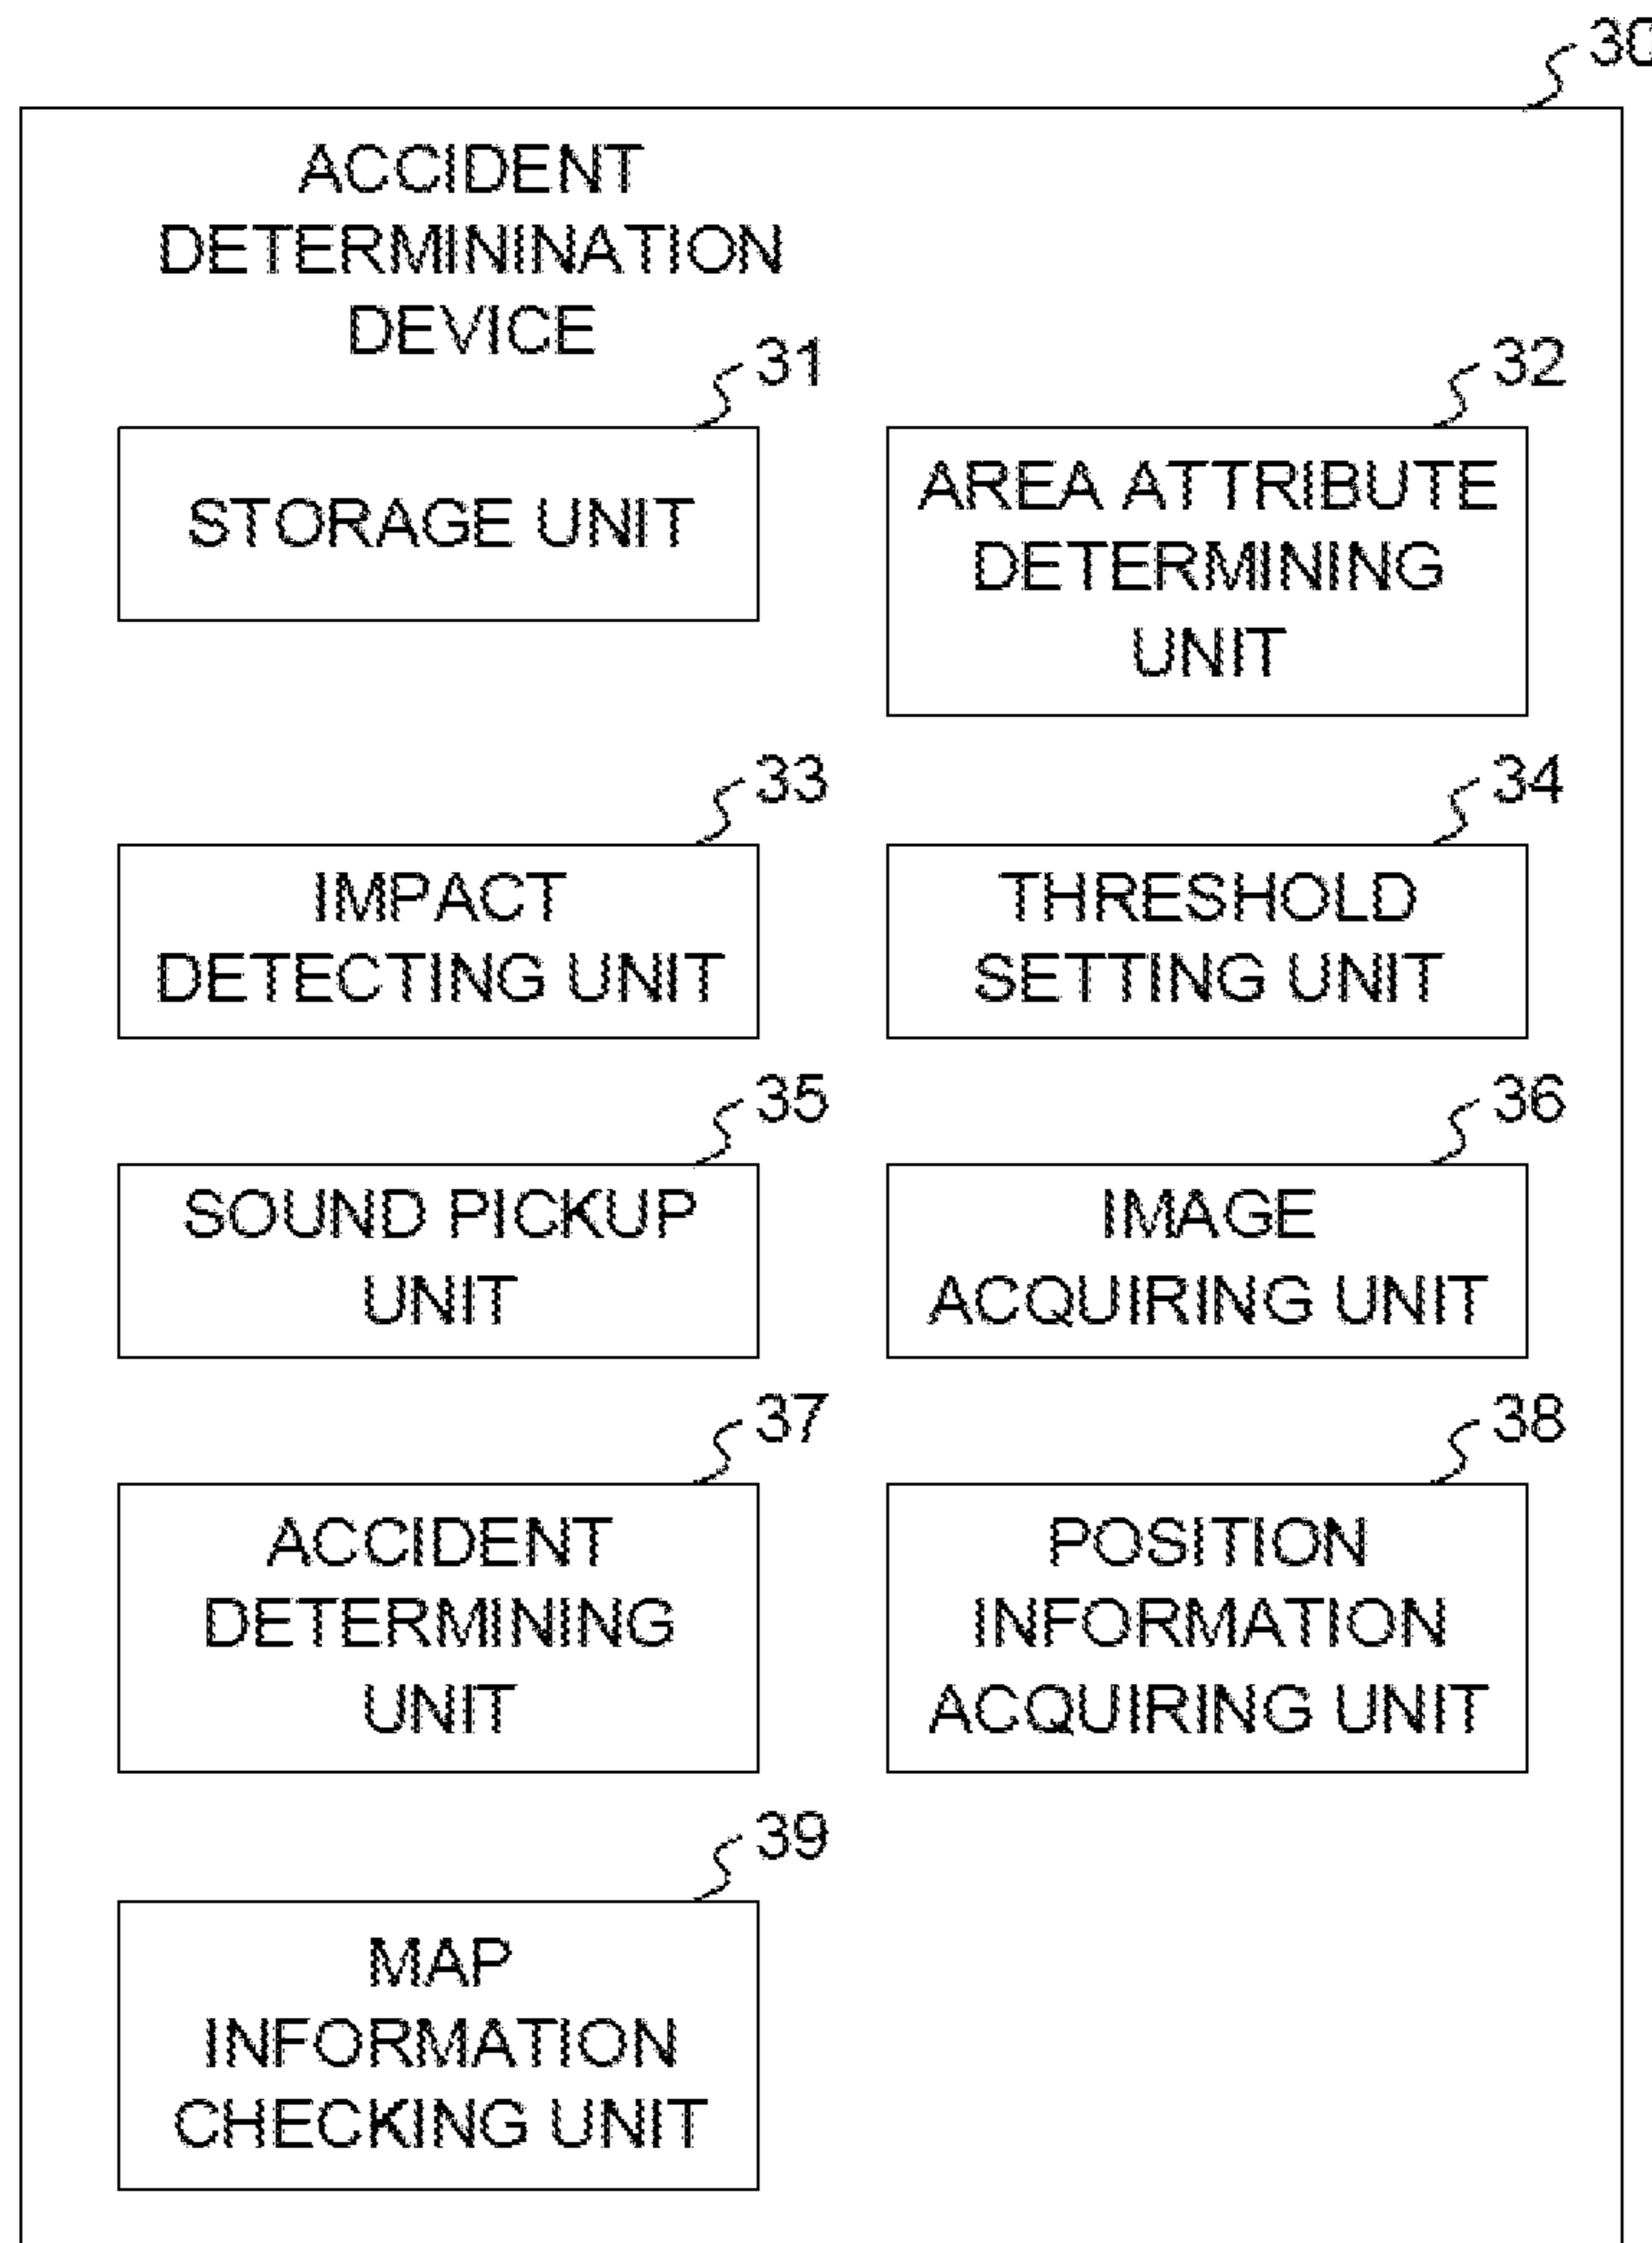 30
ACCIDENT
DETERMININATION
DEVICE
31
STORAGE UNIT
32
AREA ATTRIBUTE
DETERMINING
UNIT
33
IMPACT
DETECTING UNIT
34
THRESHOLD
SETTING UNIT
35
SOUND PICKUP
UNIT
36
IMAGE
ACQUIRING UNIT
37
ACCIDENT
DETERMINING
UNIT
38
POSITION
INFORMATION
ACQUIRING UNIT
39
MAP
INFORMATION
CHECKING UNIT